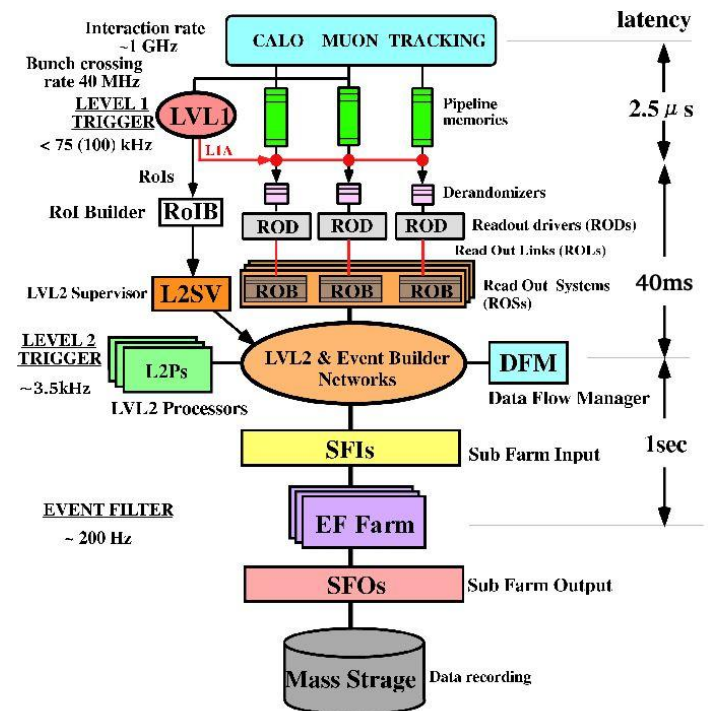 latency
Interaction rate
~1 GHz
CALO MUON TRACKING
Bunch crossing
rate 40 MHz
LEVEL 1
TRIGGER
LVL1
Pipeline
memories
2.5 μ s
< 75 (100) kHz
L1A
RoIs
Derandomizers
RoI Builder
RoIB
ROD
ROD
ROD
Readout drivers (RODs)
Read Out Links (ROLs)
LVL2 Supervisor
L2SV
ROB
ROB
ROB
Read Out Systems
(ROSs)
40ms
LEVEL 2
TRIGGER
~3.5kHz
L2Ps
LVL2 Processors
LVL2 & Event Builder
Networks
DFM
Data Flow Manager
SFIs
Sub Farm Input
1sec
EVENT FILTER
~ 200 Hz
EF Farm
SFOs
Sub Farm Output
Mass Strage
Data recording